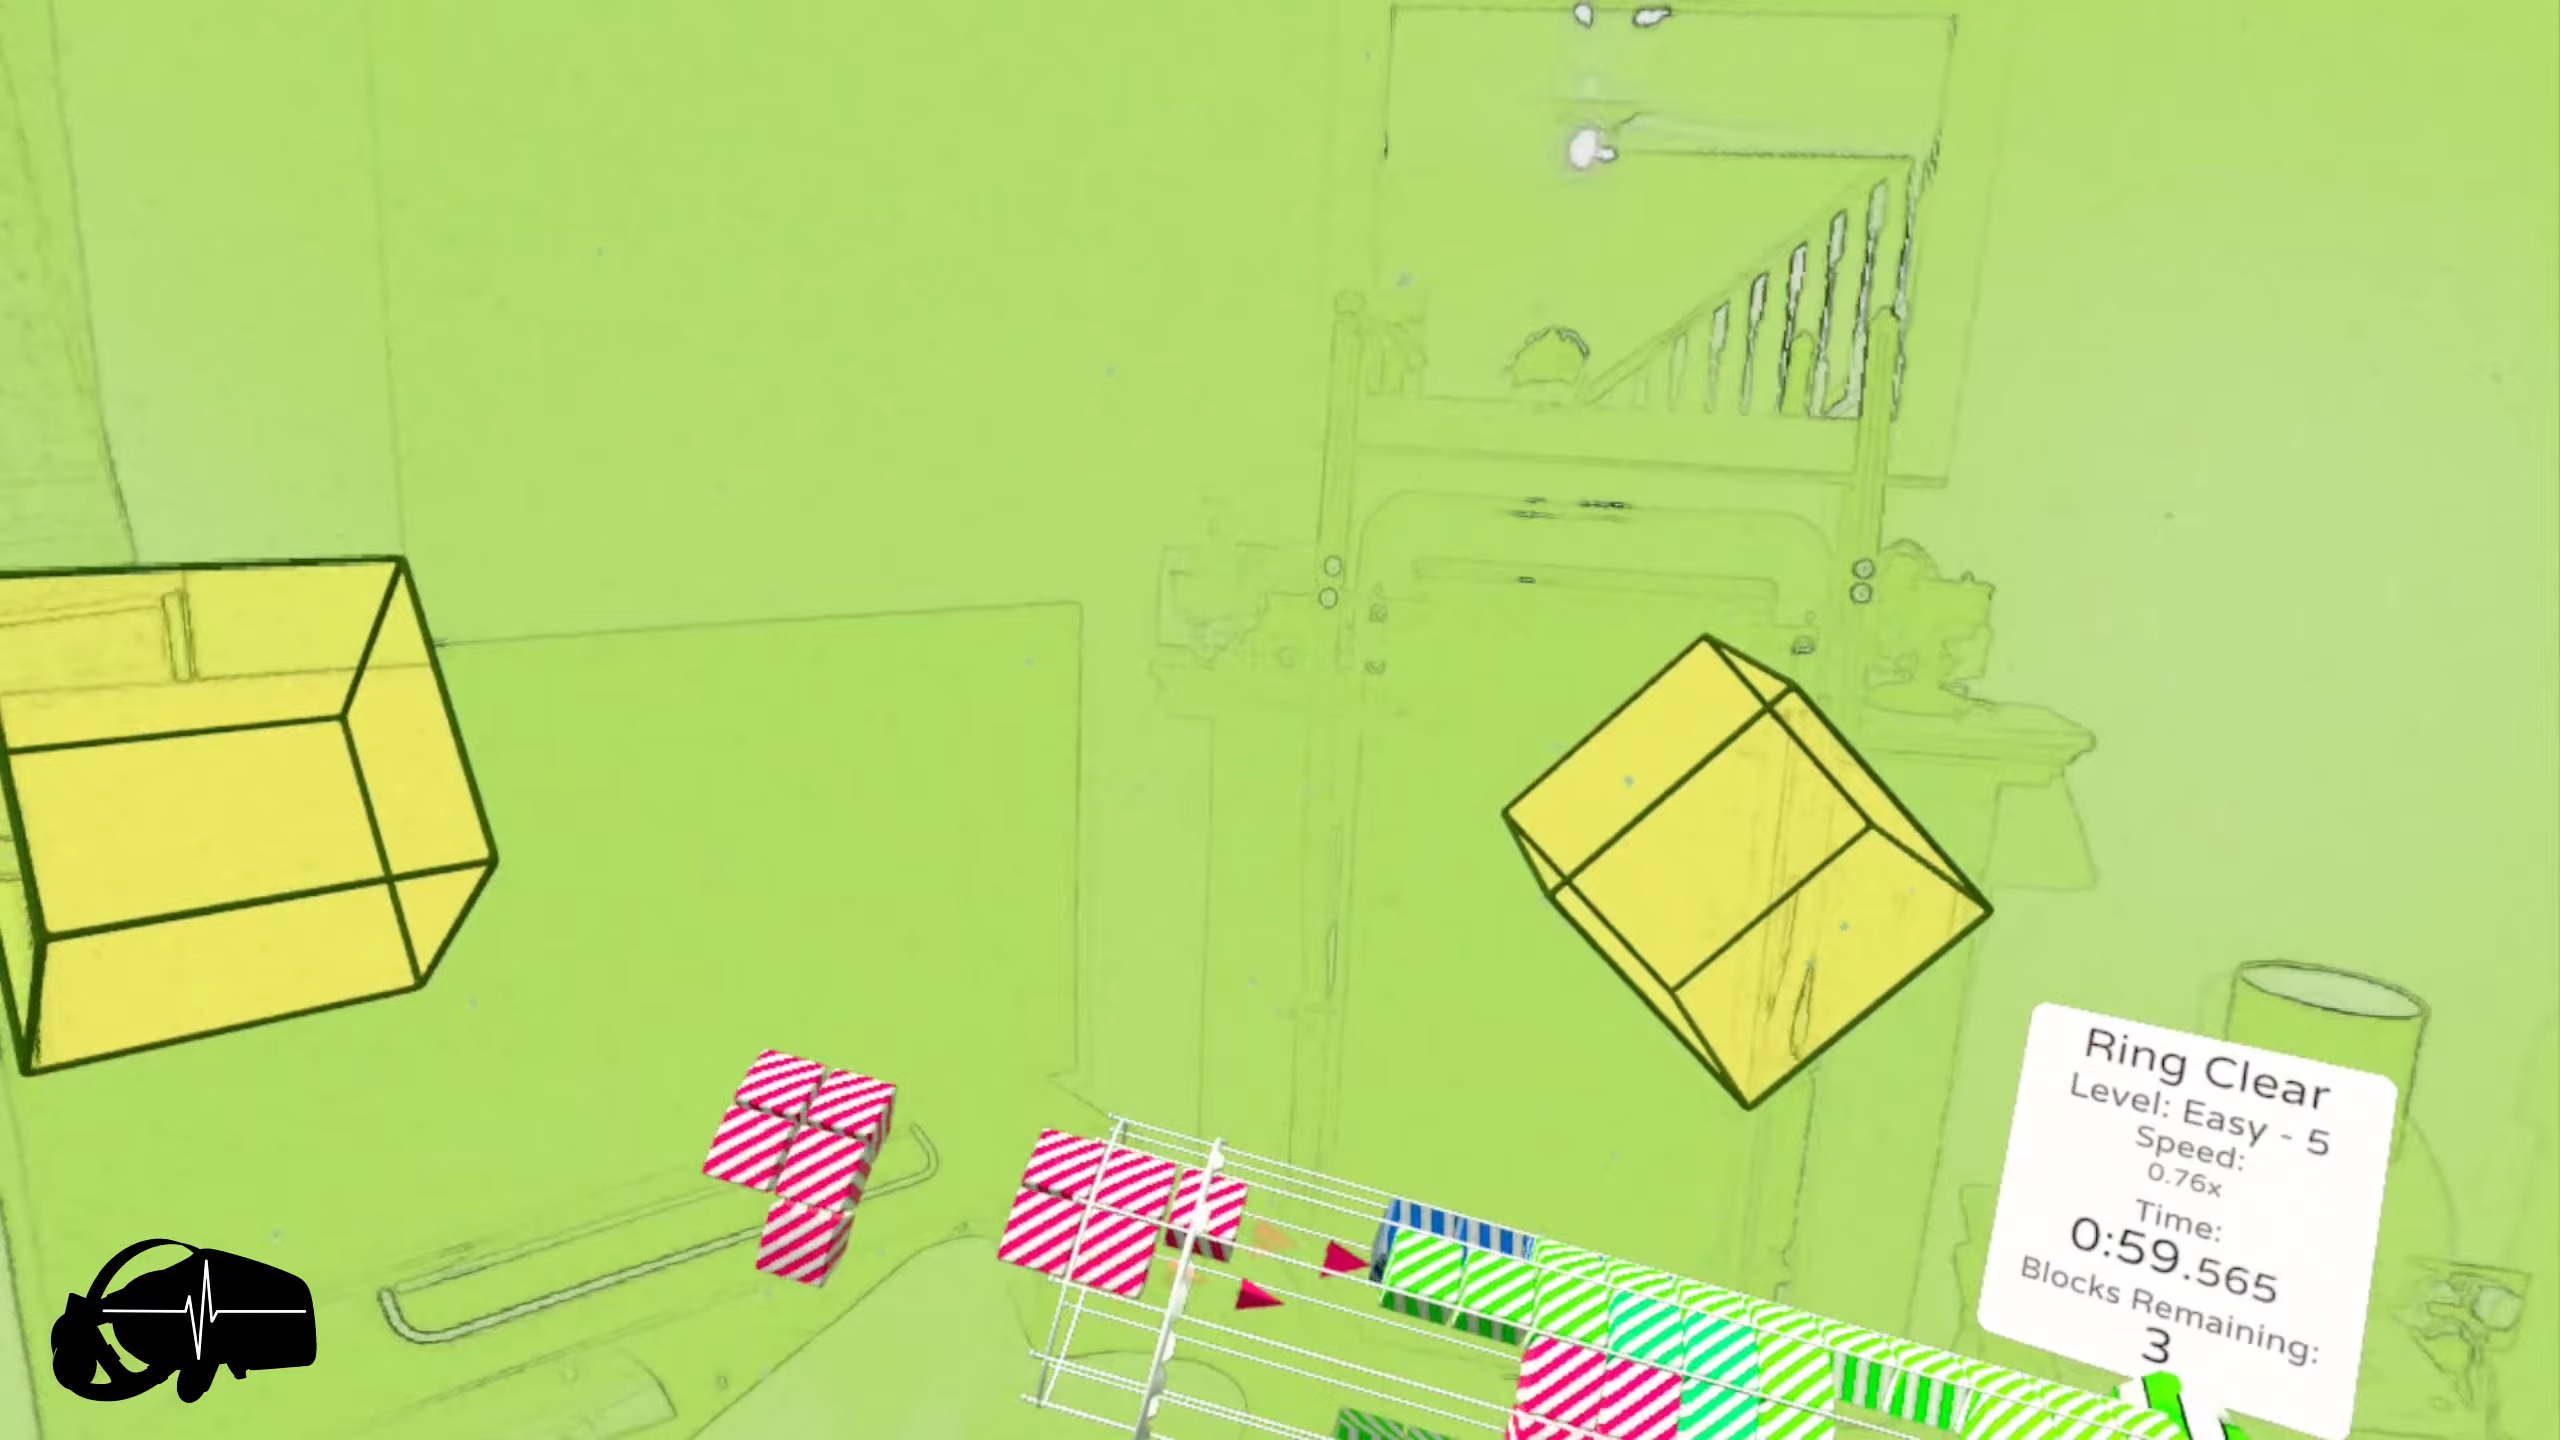 Ring Clear
Level: Easy - 5
Speed:
0.76x
Time:
0:59.565
Blocks Remaining:
3